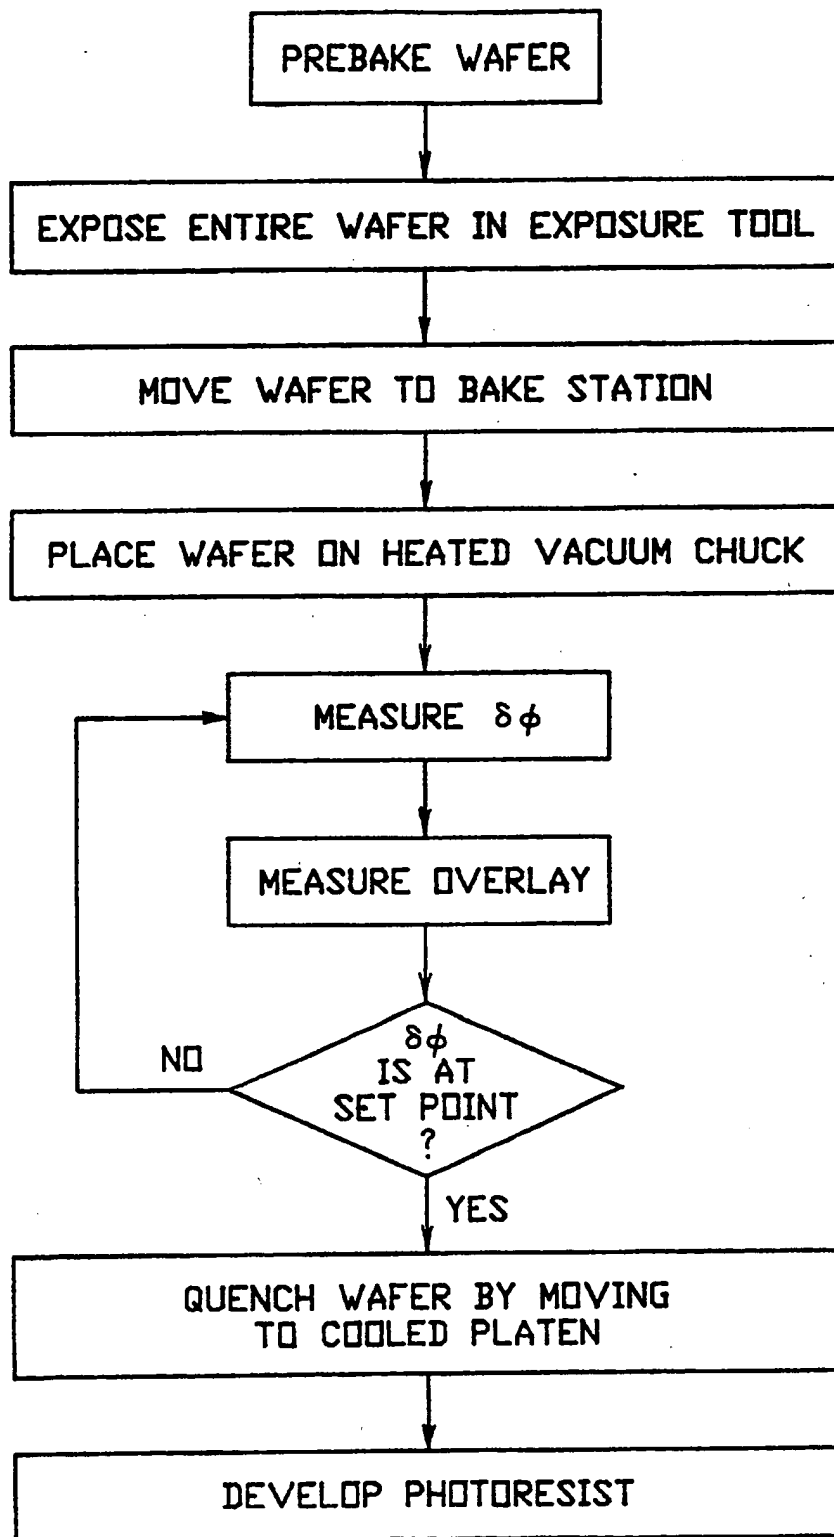 PREBAKE WAFER
EXPOSE ENTIRE WAFER IN EXPOSURE TOOL
MOVE WAFER TO BAKE STATION
PLACE WAFER ON HEATED VACUUM CHUCK
MEASURE δϕ
MEASURE OVERLAY
δϕ
IS AT
SET POINT
?
NO
YES
QUENCH WAFER BY MOVING
TO COOLED PLATEN
DEVELOP PHOTORESIST